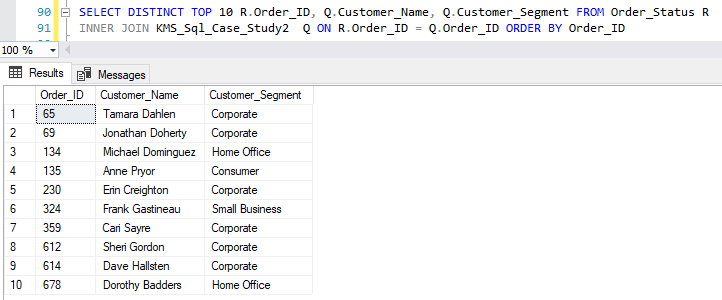 90 SELECT DISTINCT TOP 10 R.Order_ID, Q.Customer_Name, Q.Customer_Segment FROM Order_Status R
91 INNER JOIN KMS_Sql_Case_Study2  Q ON R.Order_ID = Q.Order_ID ORDER BY Order_ID
100 %
Results Messages
Order_ID Customer_Name Customer_Segment
1 65 Tamara Dahlen Corporate
2 69 Jonathan Doherty Corporate
3 134 Michael Dominguez Home Office
4 135 Anne Pryor Consumer
5 230 Erin Creighton Corporate
6 324 Frank Gastineau Small Business
7 359 Cari Sayre Corporate
8 612 Sheri Gordon Corporate
9 614 Dave Hallsten Corporate
10 678 Dorothy Badders Home Office